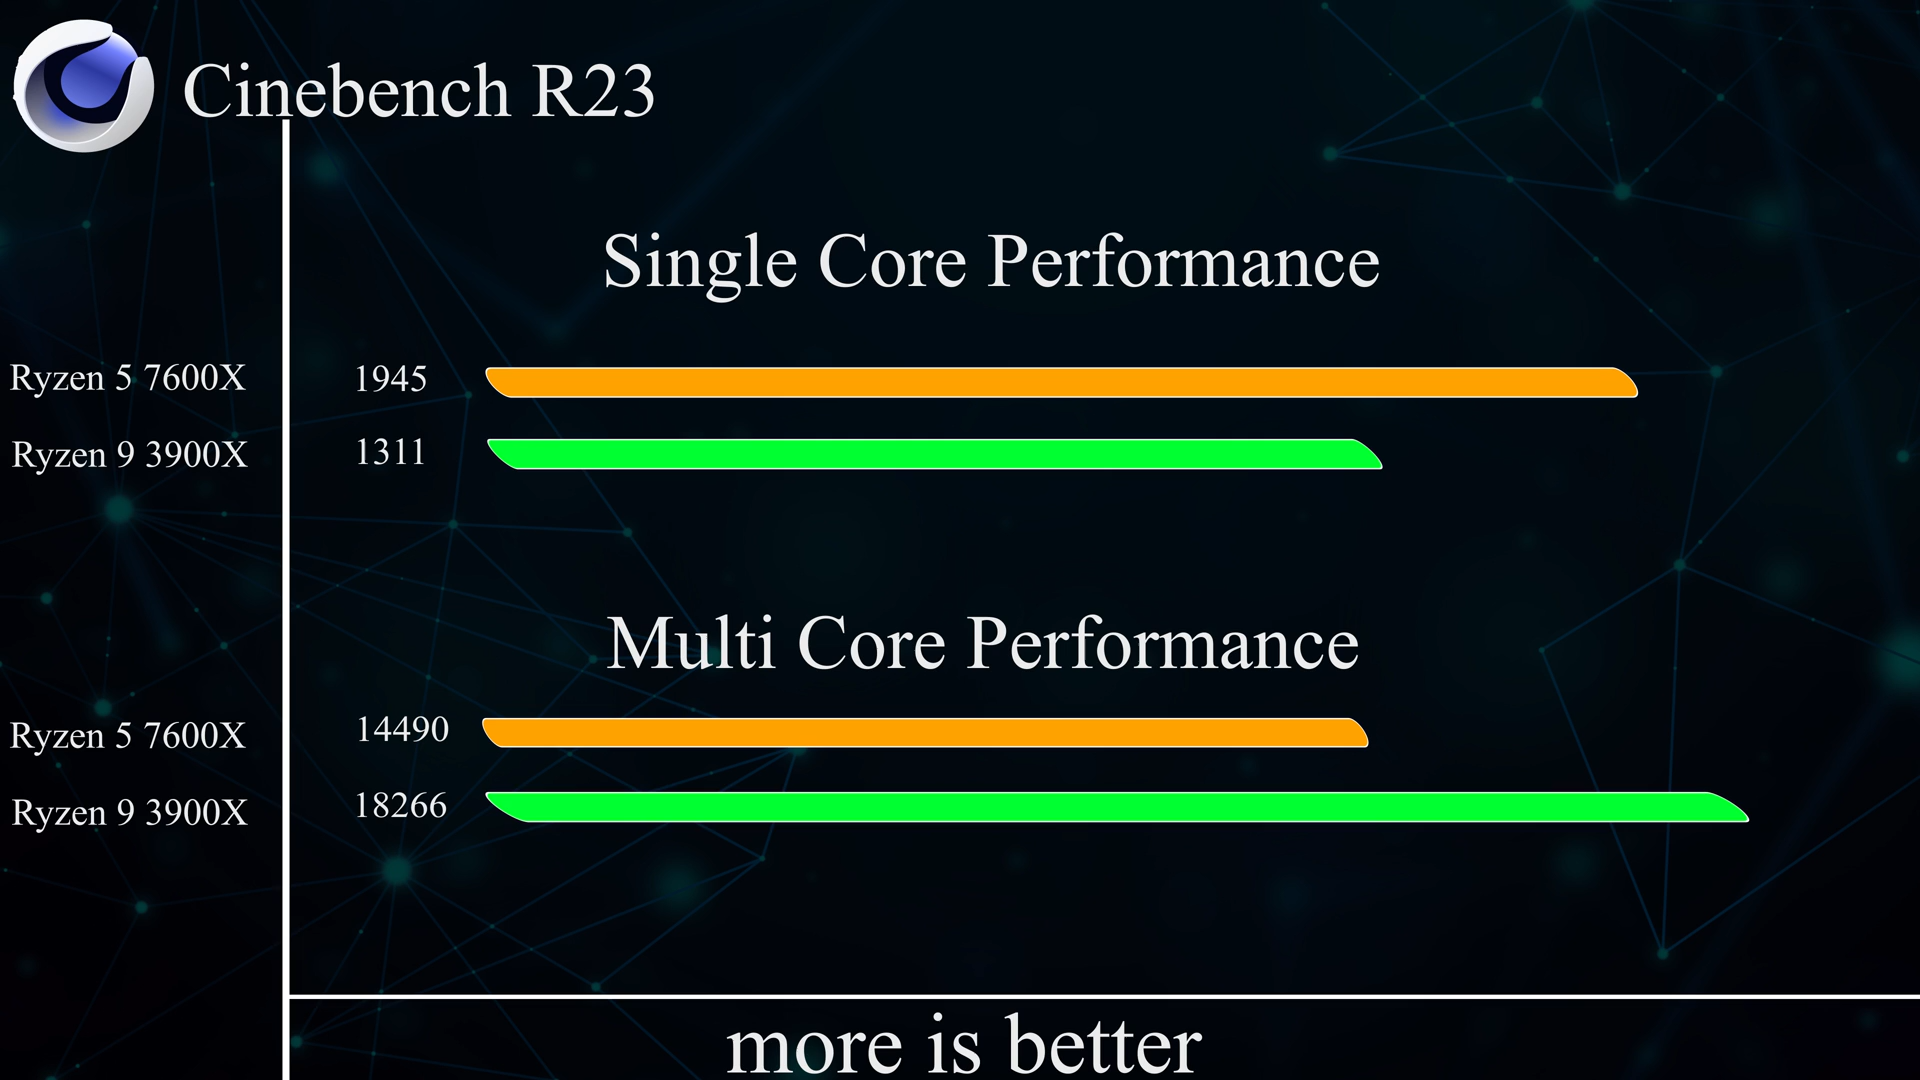 Cinebench R23
Single Core Performance
Ryzen 5 7600X 1945
Ryzen 9 3900X 1311
Multi Core Performance
Ryzen 5 7600X 14490
Ryzen 9 3900X 18266
more is better